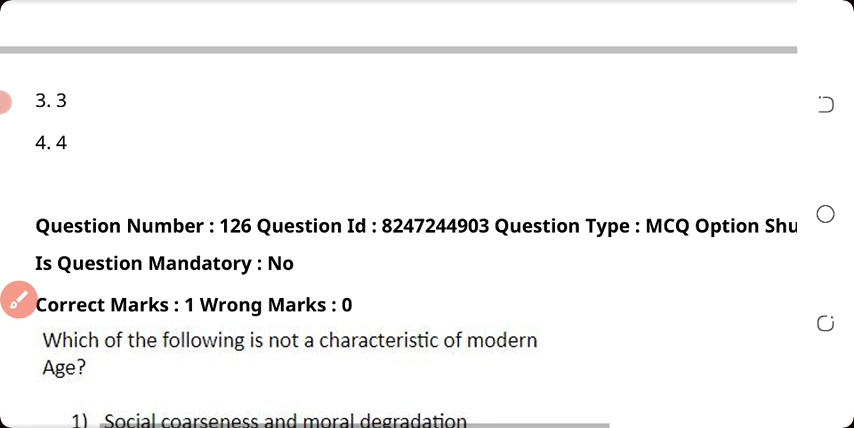 3. 3
4. 4
Question Number : 126 Question Id : 8247244903 Question Type : MCQ Option Shu
Is Question Mandatory : No
Correct Marks : 1 Wrong Marks : 0
Which of the following is not a characteristic of modern
Age?
1) Social coarseness and moral degradation